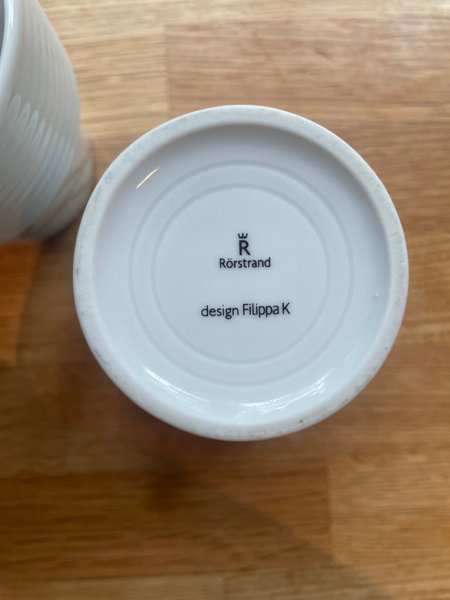 R
Rörstrand
design Filippa K